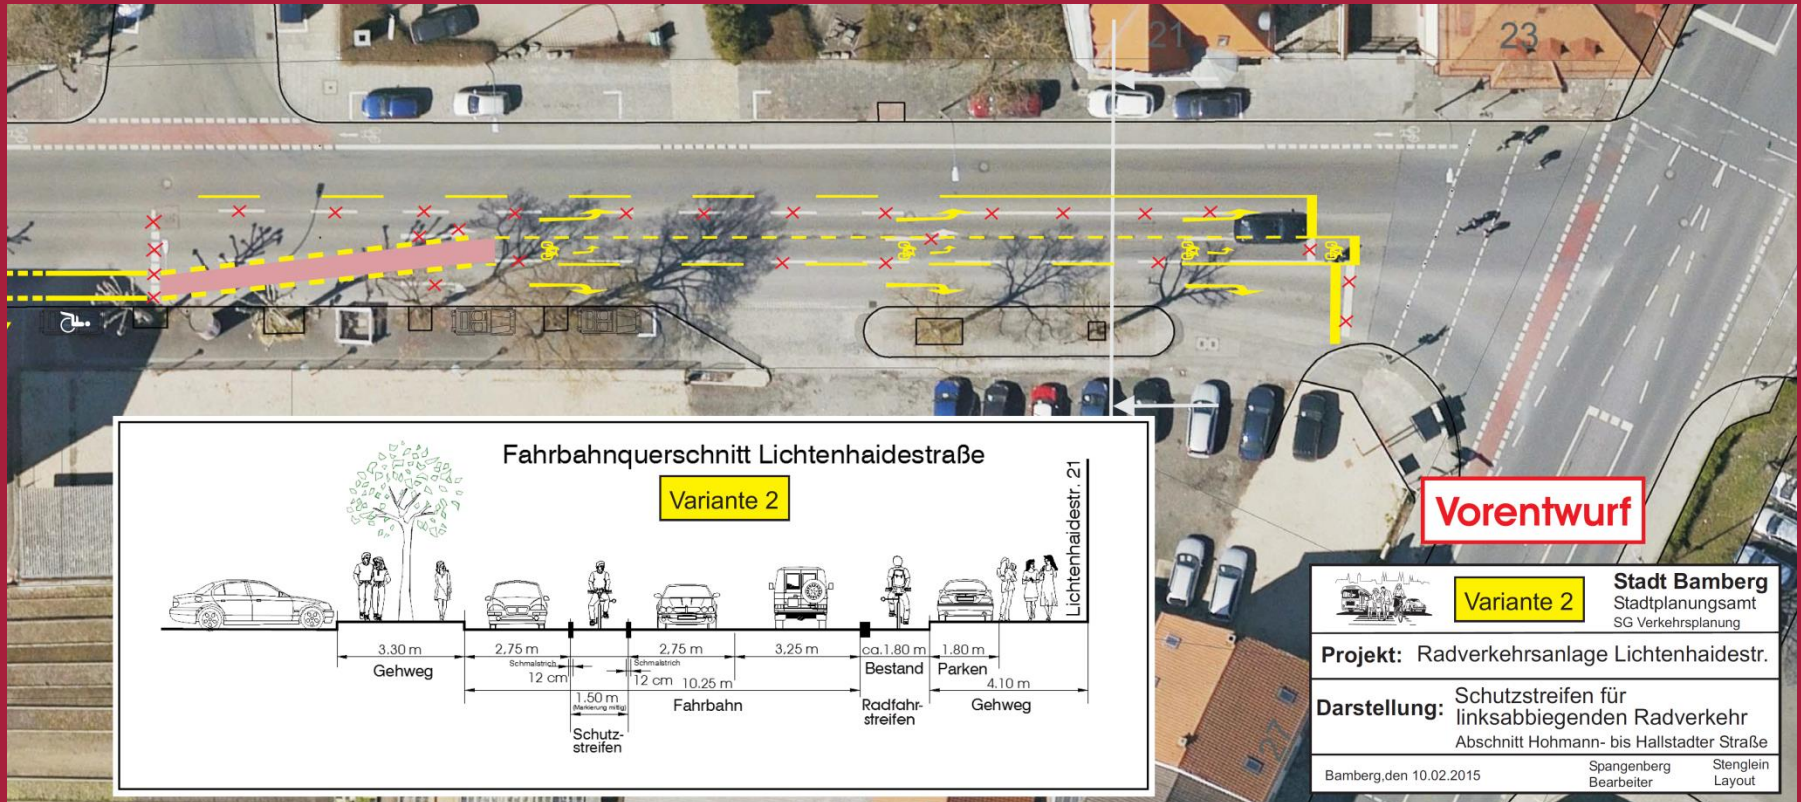 21
23
Fahrbahnquerschnitt Lichtenhaidestraße
Variante 2
Lichtenhaidestr. 21
3.30 m
Gehweg
2,75 m
Schmalstrich
12 cm
1.50 m
(Markierung mittig)
Schutz-
streifen
Schmalstrich
12 cm
2,75 m
3,25 m
10.25 m
Fahrbahn
ca.1.80 m
Bestand
Radfahr-
streifen
1.80 m
Parken
4.10 m
Gehweg
Vorentwurf
27
Variante 2
Stadt Bamberg
Stadtplanungsamt
SG Verkehrsplanung
Projekt: Radverkehrsanlage Lichtenhaidestr.
Darstellung: Schutzstreifen für
linksabbiegenden Radverkehr
Abschnitt Hohmann- bis Hallstadter Straße
Bamberg,den 10.02.2015
Spangenberg
Bearbeiter
Stenglein
Layout